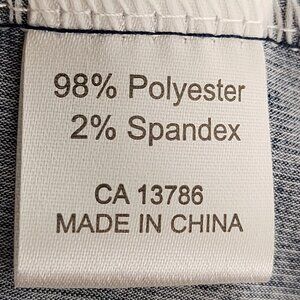 98% Polyester
2% Spandex
CA 13786
MADE IN CHINA